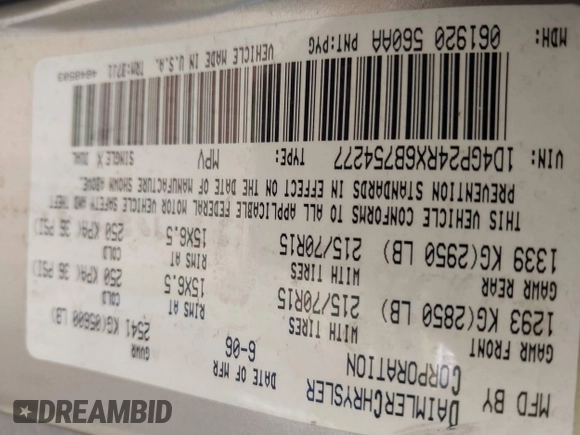 MFD BY DAIMLERCHRYSLER CORPORATION
DATE OF MFR 6-06
GVWR 2541 KG(05600 LB)
GAWR FRONT 1293 KG(2850 LB)
WITH TIRES 215/70R15
RIMS AT 15X6.5
COLD 250 KPA( 36 PSI)
GAWR REAR 1339 KG(2950 LB)
WITH TIRES 215/70R15
RIMS AT 15X6.5
COLD 250 KPA( 36 PSI)
THIS VEHICLE CONFORMS TO ALL APPLICABLE FEDERAL MOTOR VEHICLE SAFETY AND THEFT
PREVENTION STANDARDS IN EFFECT ON THE DATE OF MANUFACTURE SHOWN ABOVE.
VIN: 1D4GP24RX6B754277 TYPE: MPV SINGLE X DUAL
MDH: 061920 560AA PNT:PYG VEHICLE MADE IN U.S.A. TRM:B7J1
DREAMBID